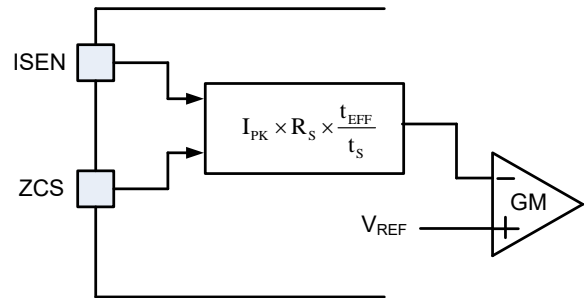 ISEN
I_PK × R_S × t_EFF / t_S
ZCS
GM
V_REF